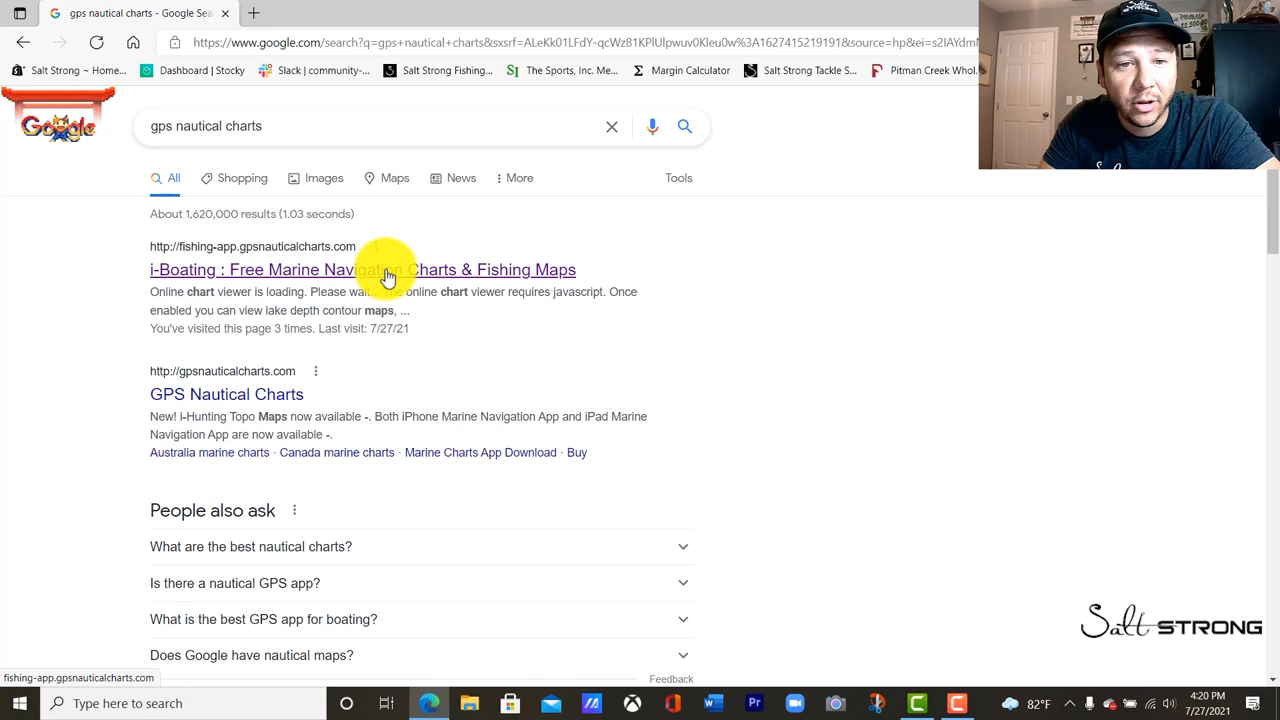 gps nautical charts - Google Sea
https://www.google.com/search?q=gps+nautical+charts&sxsrf=
Salt Strong ~ Home...
Dashboard | Stocky
Slack | community-...
Salt Strong Fishing...
The Sports, Inc. Me...
Margin Calculator
Salt Strong Tackle S...
Pitman Creek Whol...
Google
gps nautical charts
All
Shopping
Images
Maps
News
More
Tools
About 1,620,000 results (1.03 seconds)
http://fishing-app.gpsnauticalcharts.com
i-Boating : Free Marine Navigation Charts & Fishing Maps
Online chart viewer is loading. Please wait... The online chart viewer requires javascript. Once
enabled you can view lake depth contour maps, ...
You've visited this page 3 times. Last visit: 7/27/21
http://gpsnauticalcharts.com
GPS Nautical Charts
New! i-Hunting Topo Maps now available -. Both iPhone Marine Navigation App and iPad Marine
Navigation App are now available -.
Australia marine charts · Canada marine charts · Marine Charts App Download · Buy
People also ask
What are the best nautical charts?
Is there a nautical GPS app?
What is the best GPS app for boating?
Does Google have nautical maps?
Feedback
Salt STRONG
fishing-app.gpsnauticalcharts.com
Type here to search
82°F
4:20 PM
7/27/2021